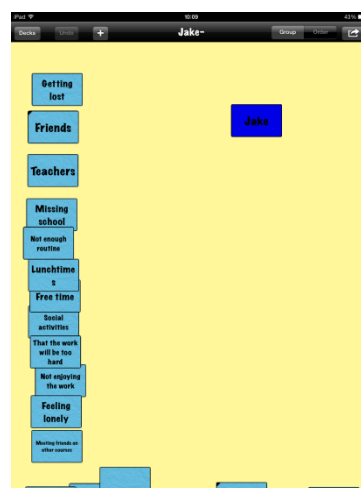 iPad 10:09 43%
Decks Undo + Jake- Group Order
Getting
lost
Jake
Friends
Teachers
Missing
school
Not enough
routine
Lunchtime
s
Free time
Social
activities
That the work
will be too
hard
Not enjoying
the work
Feeling
lonely
Meeting friends on
other courses